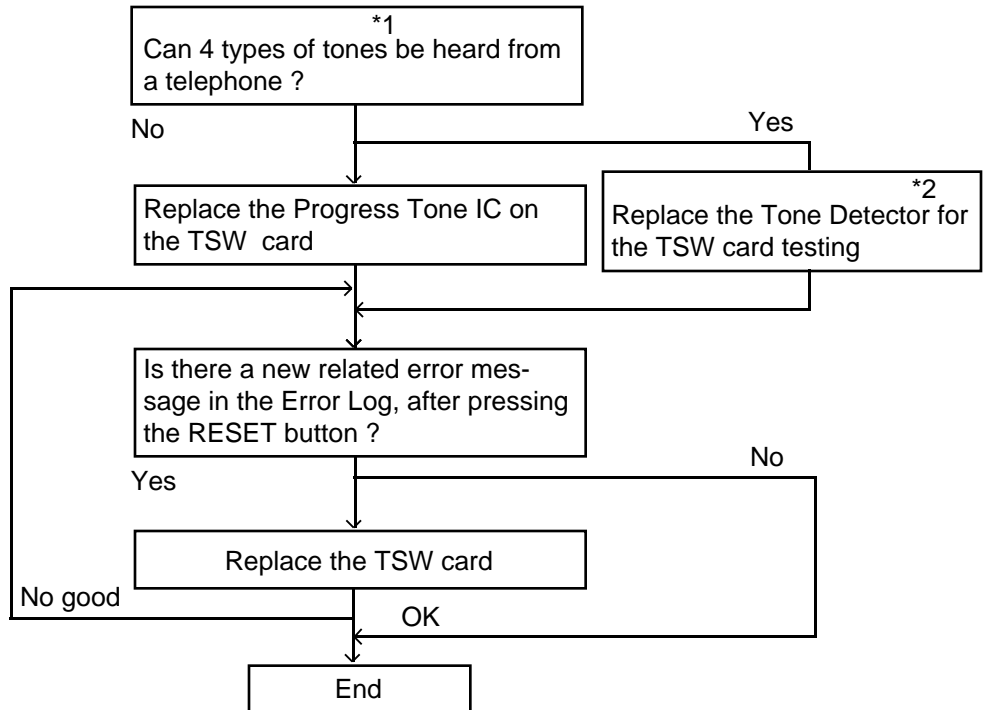 *1
Can 4 types of tones be heard from
a telephone ?
No
Yes
Replace the Progress Tone IC on
the TSW card
*2
Replace the Tone Detector for
the TSW card testing
Is there a new related error mes-
sage in the Error Log, after pressing
the RESET button ?
Yes
No
Replace the TSW card
No good
OK
End